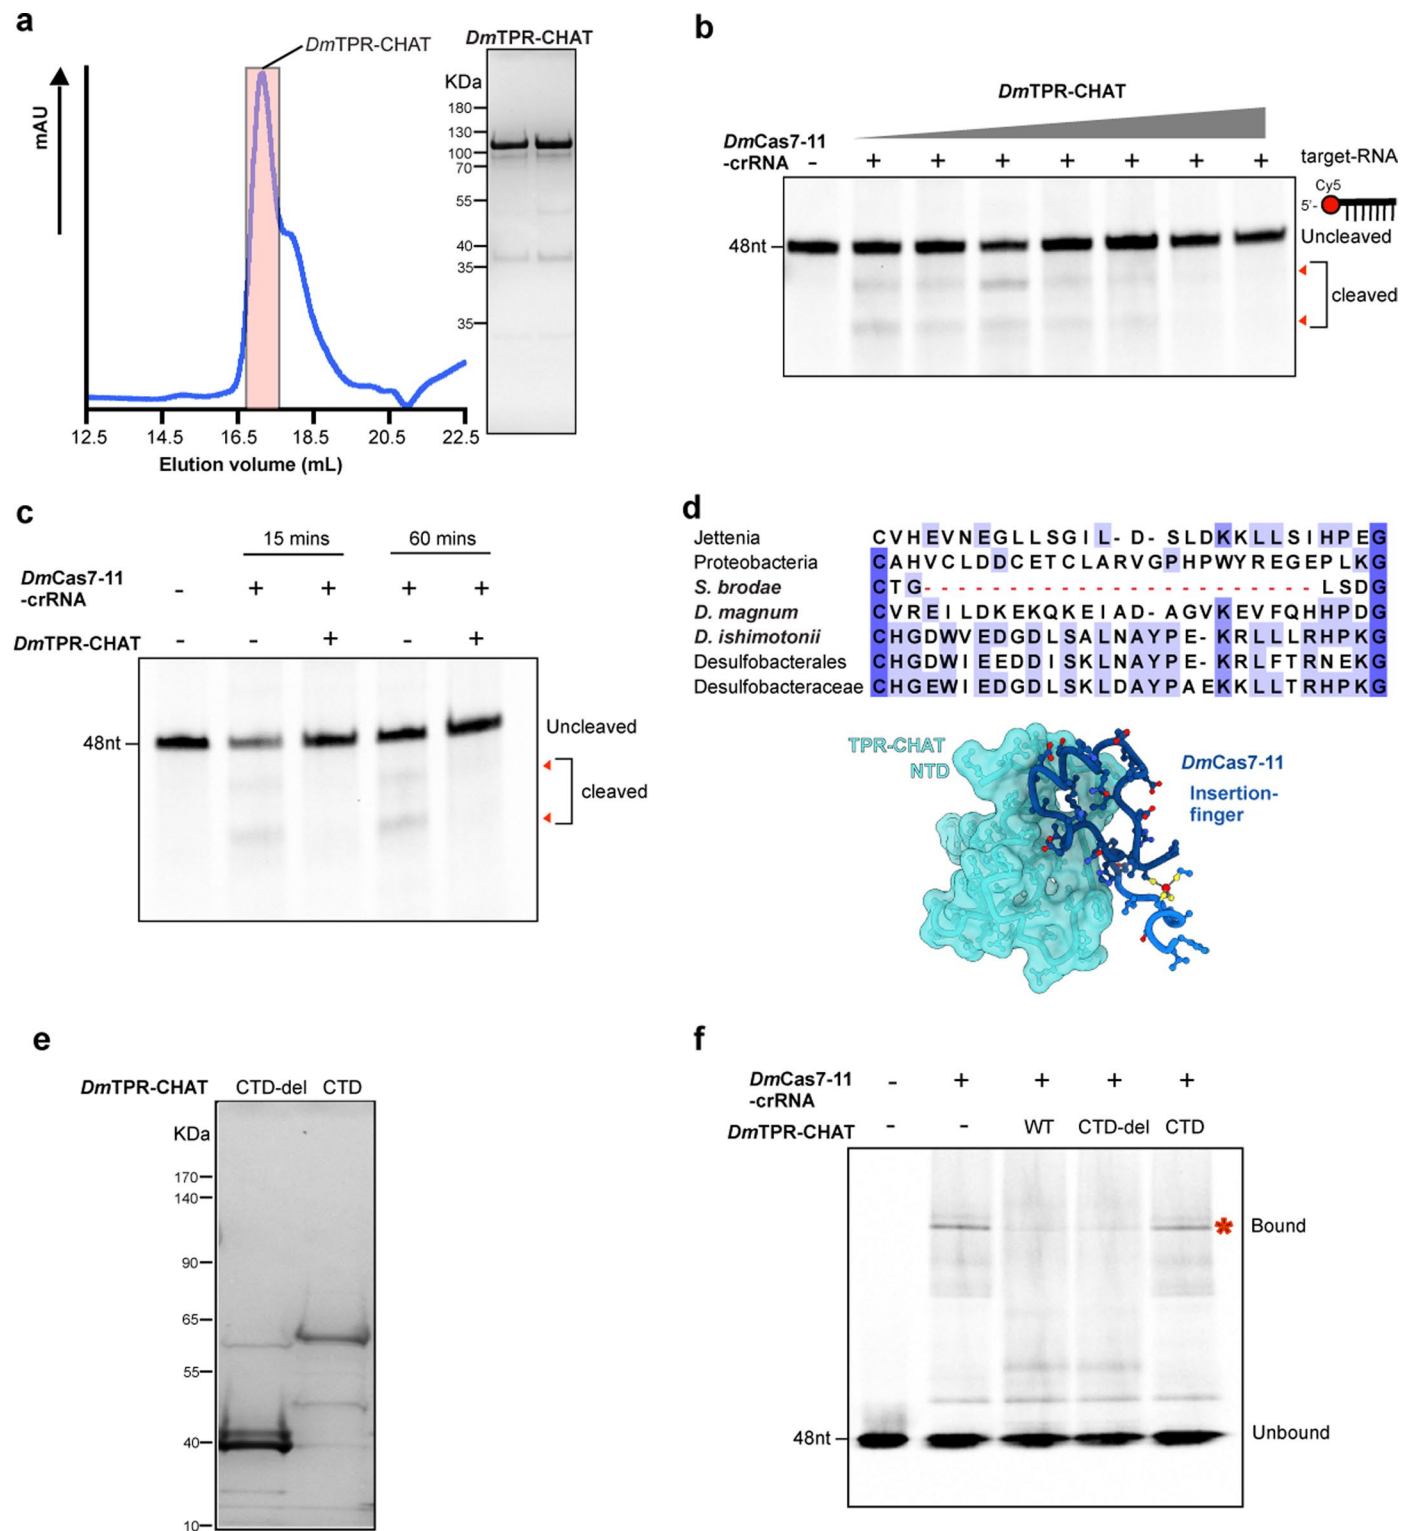 a
DmTPR-CHAT
mAU
12.5 14.5 16.5 18.5 20.5 22.5
Elution volume (mL)
DmTPR-CHAT
KDa
180
130
100
70
55
40
35
35
b
DmTPR-CHAT
DmCas7-11
-crRNA - + + + + + + + target-RNA
Cy5
5'-
48nt
Uncleaved
cleaved
c
15 mins 60 mins
DmCas7-11
-crRNA - + + + +
DmTPR-CHAT - - + - +
48nt
Uncleaved
cleaved
d
Jettenia CVHEVNEGLLSGIL-D-SLDKKLLSIHPEG
Proteobacteria CAHVCLDDCETCLARVGPHPWYREGEPLKG
S. brodae CTG-----------------------LSDG
D. magnum CVREILDKEKQKEIAD-AGVKEVFQHHPDG
D. ishimotonii CHGDWVEDGDLSALNAYPE-KRLLLRHPKG
Desulfobacterales CHGDWIEEDDISKLNAYPE-KRLFTRNEKG
Desulfobacteraceae CHGEWIEDGDLSKLDAYPAEKKLLTRHPKG
TPR-CHAT
NTD
DmCas7-11
Insertion-
finger
e
DmTPR-CHAT CTD-del CTD
KDa
170
140
90
65
55
40
10
f
DmCas7-11
-crRNA - + + + +
DmTPR-CHAT - - WT CTD-del CTD
* Bound
48nt
Unbound